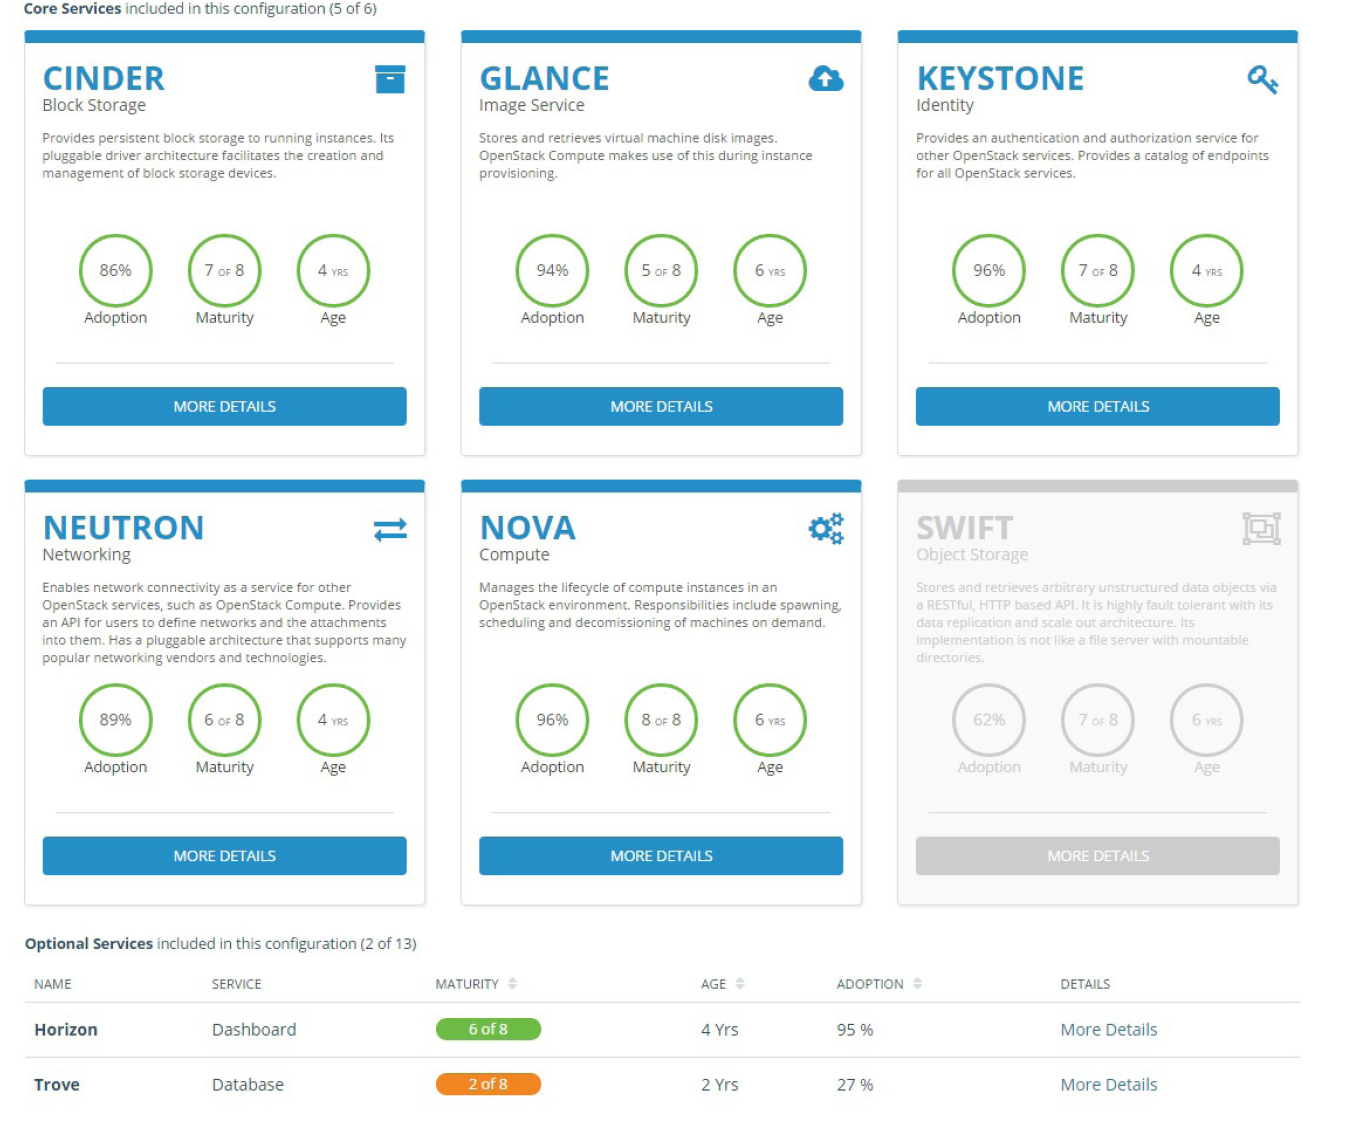 Core Services included in this configuration (5 of 6)
CINDER
Block Storage
Provides persistent block storage to running instances. Its
pluggable driver architecture facilitates the creation and
management of block storage devices.
86%
7 OF 8
4 YRS
Adoption
Maturity
Age
MORE DETAILS
GLANCE
Image Service
Stores and retrieves virtual machine disk images.
OpenStack Compute makes use of this during instance
provisioning.
94%
5 OF 8
6 YRS
Adoption
Maturity
Age
MORE DETAILS
KEYSTONE
Identity
Provides an authentication and authorization service for
other OpenStack services. Provides a catalog of endpoints
for all OpenStack services.
96%
7 OF 8
4 YRS
Adoption
Maturity
Age
MORE DETAILS
NEUTRON
Networking
Enables network connectivity as a service for other
OpenStack services, such as OpenStack Compute. Provides
an API for users to define networks and the attachments
into them. Has a pluggable architecture that supports many
popular networking vendors and technologies.
89%
6 OF 8
4 YRS
Adoption
Maturity
Age
MORE DETAILS
NOVA
Compute
Manages the lifecycle of compute instances in an
OpenStack environment. Responsibilities include spawning,
scheduling and decomissioning of machines on demand.
96%
8 OF 8
6 YRS
Adoption
Maturity
Age
MORE DETAILS
SWIFT
Object Storage
Stores and retrieves arbitrary unstructured data objects via
a RESTful, HTTP based API. It is highly fault tolerant with its
data replication and scale out architecture. Its
implementation is not like a file server with mountable
directories.
62%
7 OF 8
6 YRS
Adoption
Maturity
Age
MORE DETAILS
Optional Services included in this configuration (2 of 13)
NAME SERVICE MATURITY AGE ADOPTION DETAILS
Horizon Dashboard 6 of 8 4 Yrs 95 % More Details
Trove Database 2 of 8 2 Yrs 27 % More Details